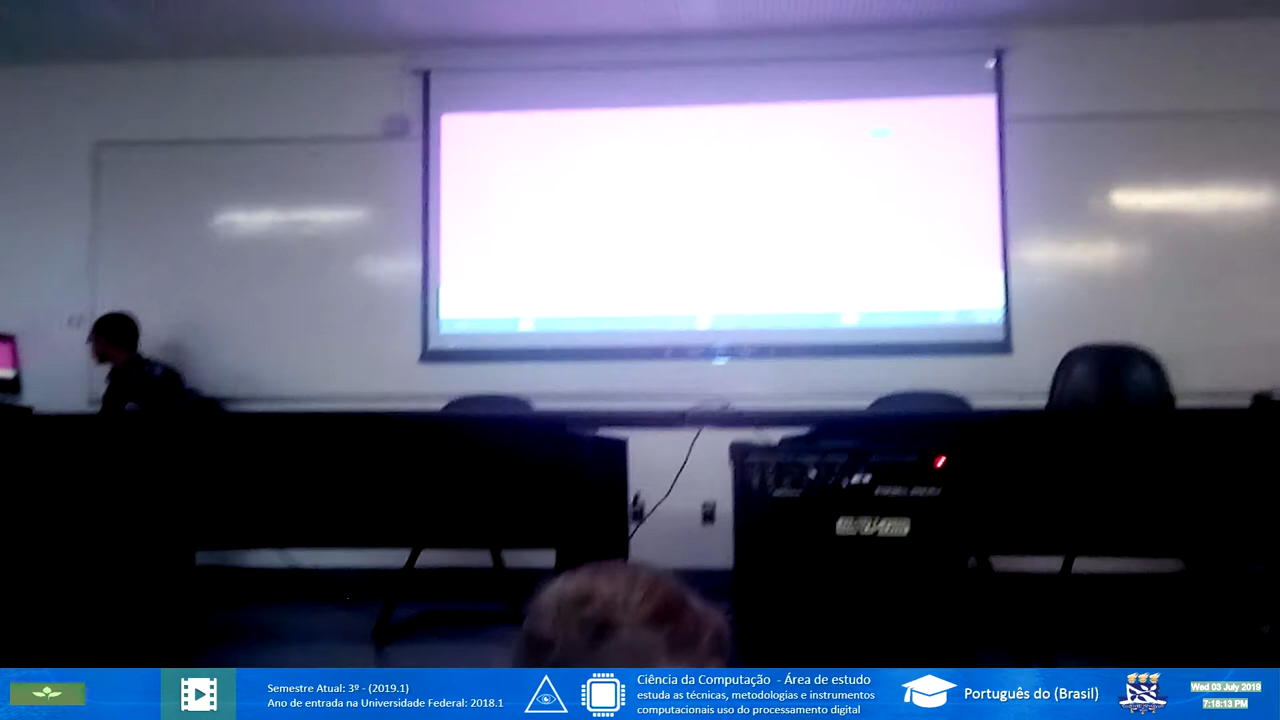 Semestre Atual: 3º - (2019.1)
Ano de entrada na Universidade Federal: 2018.1
Ciência da Computação - Área de estudo
estuda as técnicas, metodologias e instrumentos
computacionais uso do processamento digital
Português do (Brasil)
Wed 03 July 2019
7:18:13 PM